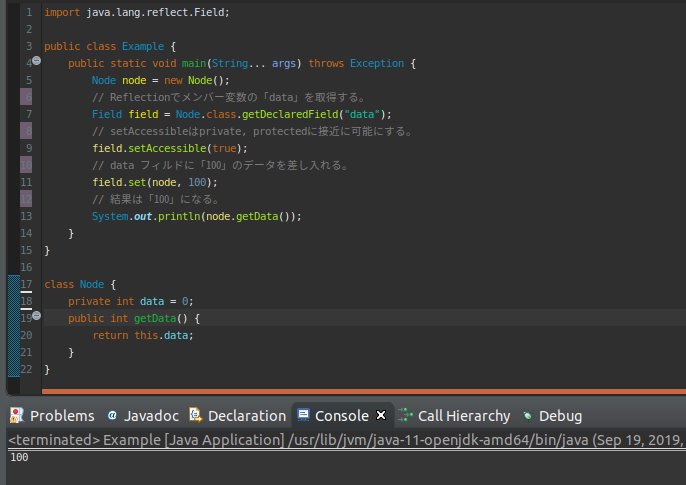 1 import java.lang.reflect.Field;
2
3 public class Example {
4 public static void main(String... args) throws Exception {
5 Node node = new Node();
6 // Reflectionでメンバー変数の「data」を取得する。
7 Field field = Node.class.getDeclaredField("data");
8 // setAccessibleはprivate, protectedに接近に可能にする。
9 field.setAccessible(true);
10 // data フィルドに「100」のデータを差し入れる。
11 field.set(node, 100);
12 // 結果は「100」になる。
13 System.out.println(node.getData());
14 }
15 }
16
17 class Node {
18 private int data = 0;
19 public int getData() {
20 return this.data;
21 }
22 }
Problems Javadoc Declaration Console Call Hierarchy Debug
<terminated> Example [Java Application] /usr/lib/jvm/java-11-openjdk-amd64/bin/java (Sep 19, 2019,
100